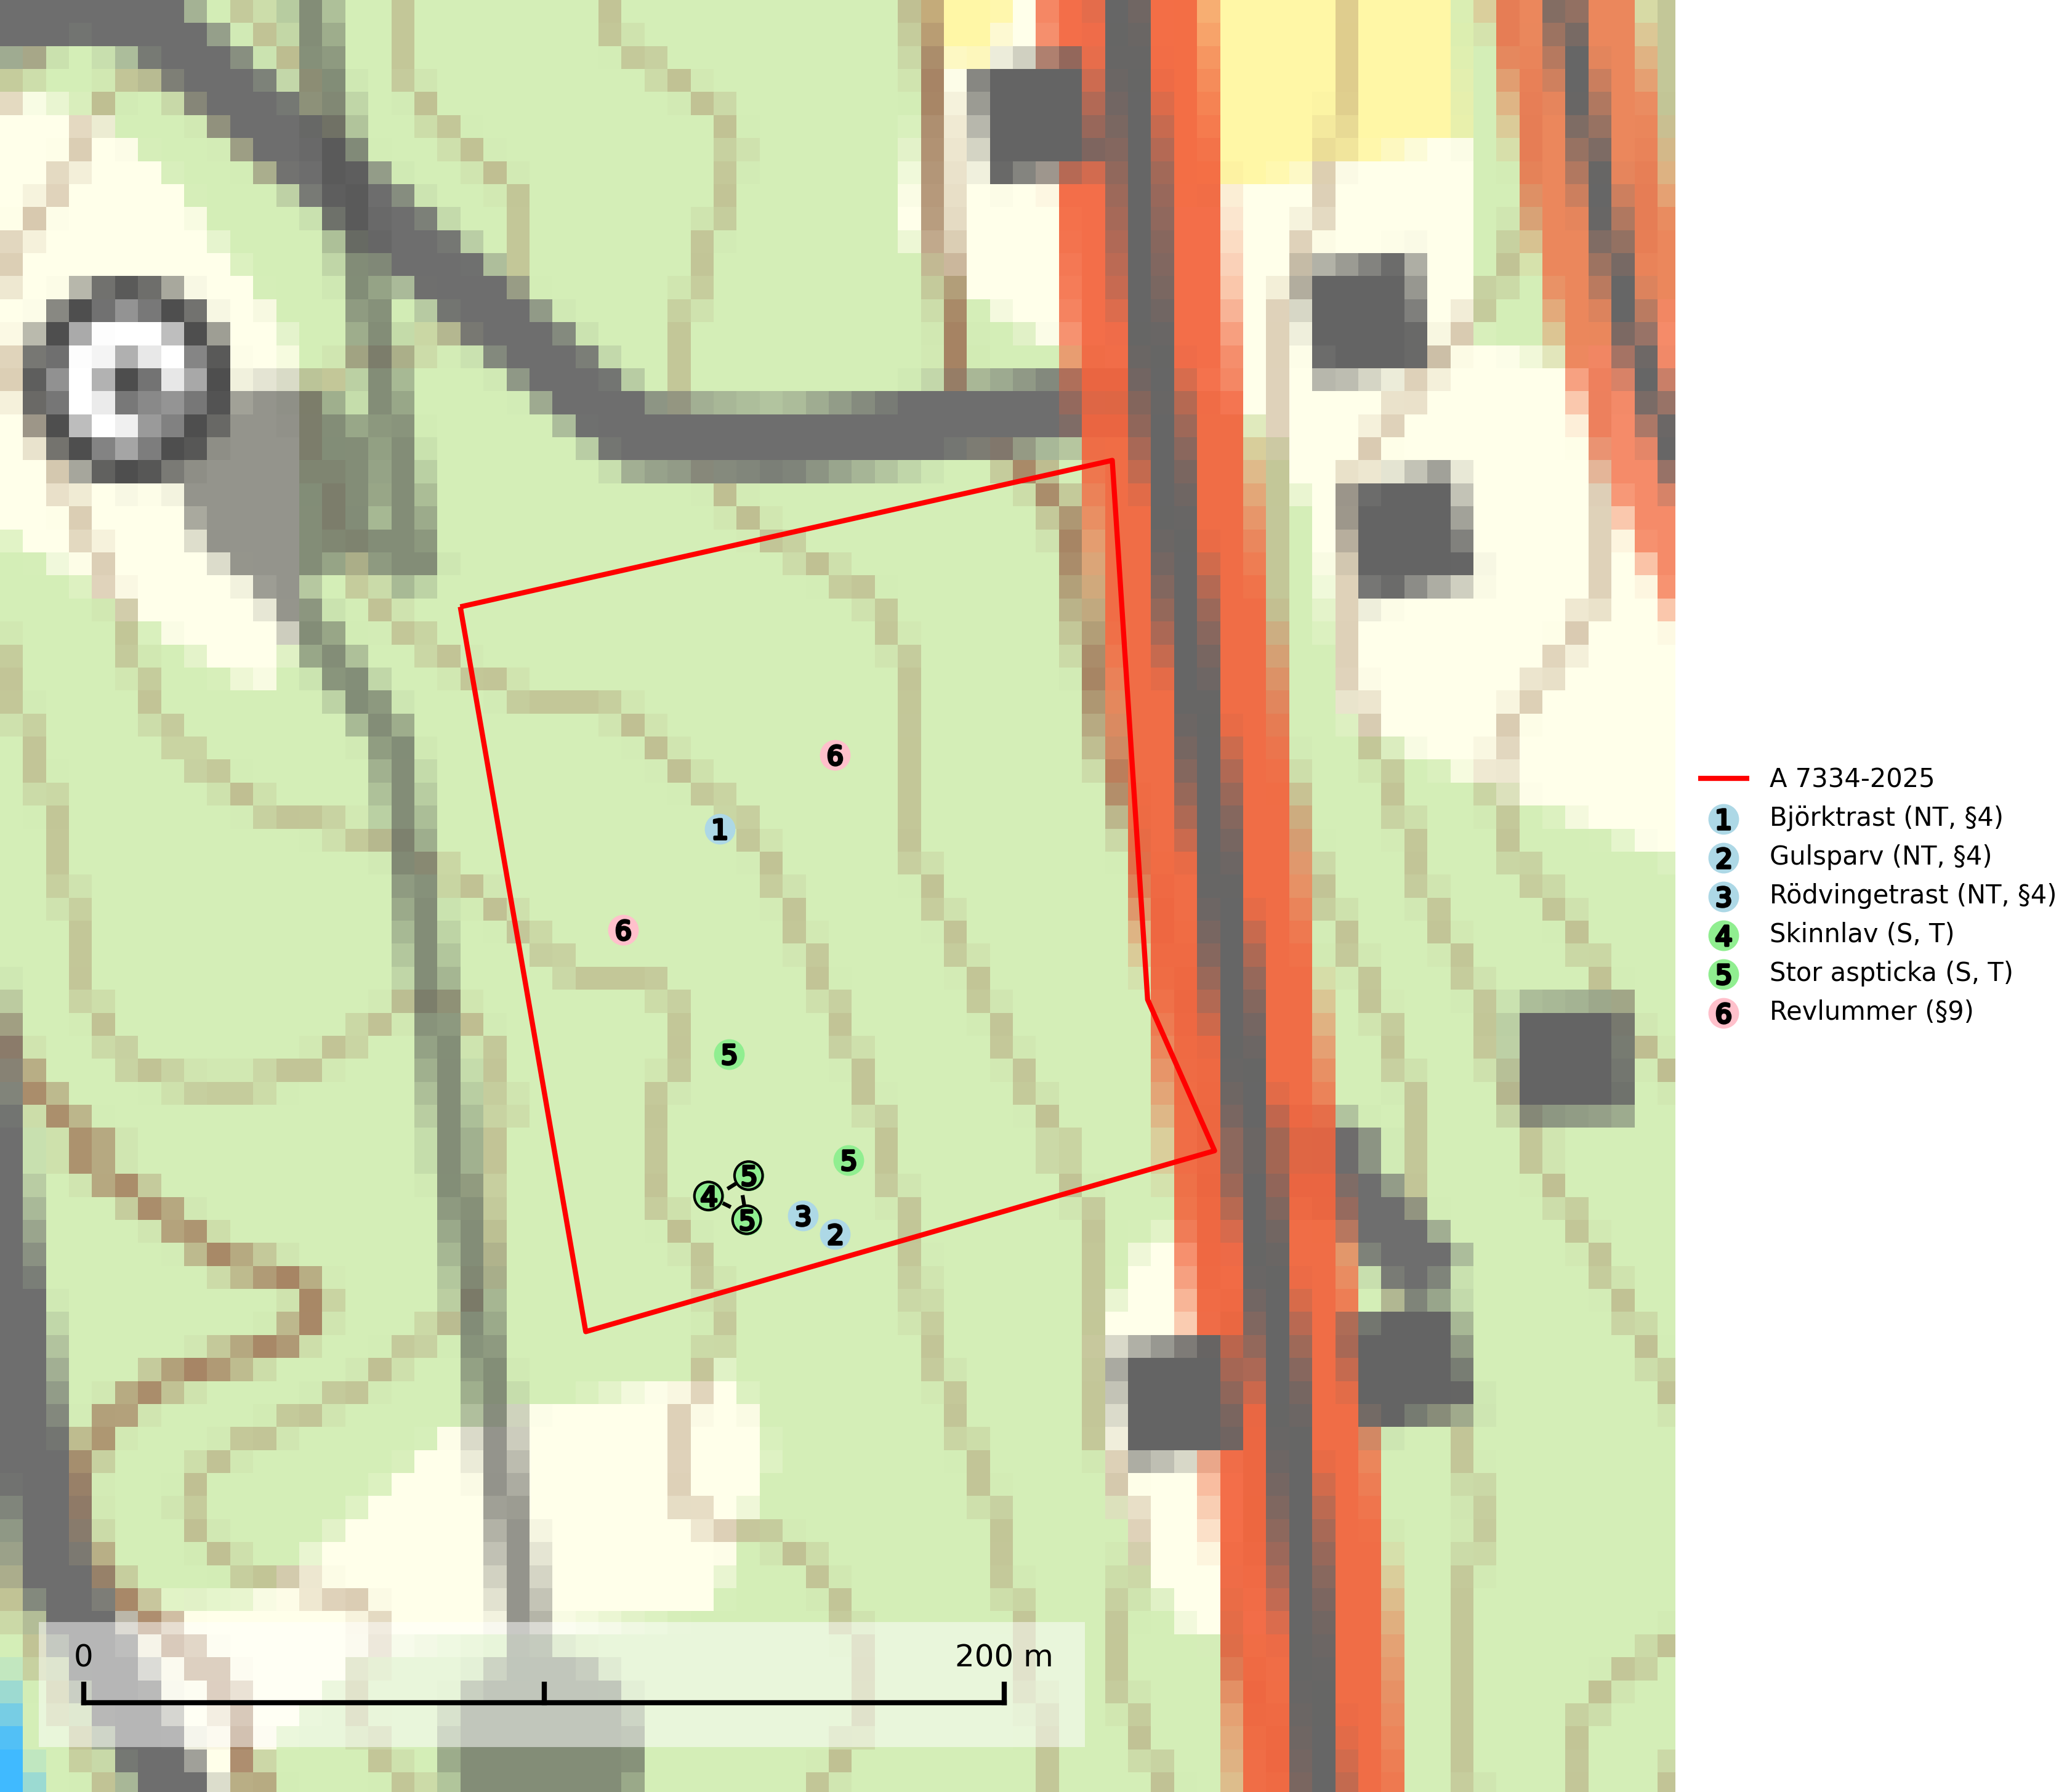 6
1
6
5
5
5
4
5
3
2
0
200 m
A 7334-2025
1 Björktrast (NT, §4)
2 Gulsparv (NT, §4)
3 Rödvingetrast (NT, §4)
4 Skinnlav (S, T)
5 Stor aspticka (S, T)
6 Revlummer (§9)